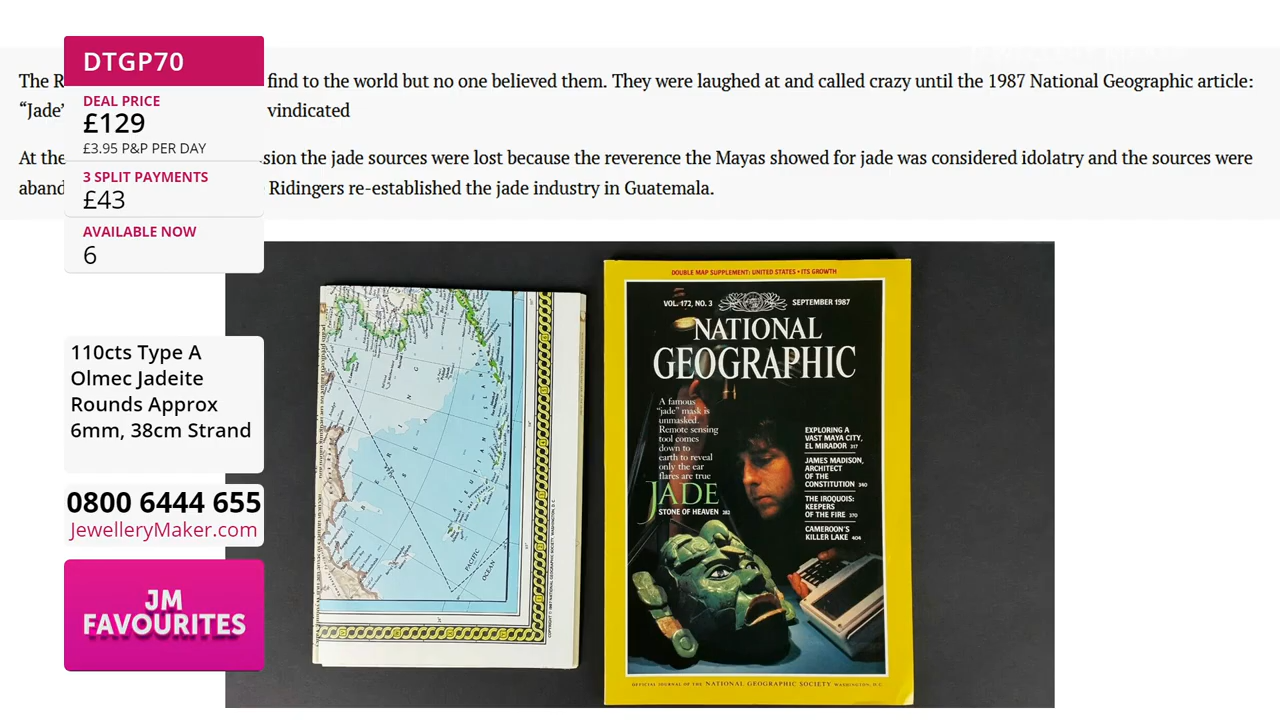 DTGP70
DEAL PRICE
£129
£3.95 P&P PER DAY
3 SPLIT PAYMENTS
£43
AVAILABLE NOW
6
110cts Type A
Olmec Jadeite
Rounds Approx
6mm, 38cm Strand
0800 6444 655
JewelleryMaker.com
JM
FAVOURITES
The R find to the world but no one believed them. They were laughed at and called crazy until the 1987 National Geographic article:
“Jade” vindicated
At the sion the jade sources were lost because the reverence the Mayas showed for jade was considered idolatry and the sources were
aband Ridingers re-established the jade industry in Guatemala.
DOUBLE MAP SUPPLEMENT: UNITED STATES • ITS GROWTH
VOL. 172, NO. 3 SEPTEMBER 1987
NATIONAL
GEOGRAPHIC
A famous
“jade” mask is
unmasked.
Remote sensing
tool comes
down to
earth to reveal
only the ear
flares are true
JADE
STONE OF HEAVEN 282
EXPLORING A
VAST MAYA CITY,
EL MIRADOR 317
JAMES MADISON,
ARCHITECT
OF THE
CONSTITUTION 340
THE IROQUOIS:
KEEPERS
OF THE FIRE 370
CAMEROON'S
KILLER LAKE 404
OFFICIAL JOURNAL OF THE NATIONAL GEOGRAPHIC SOCIETY WASHINGTON, D.C.
PACIFIC
OCEAN